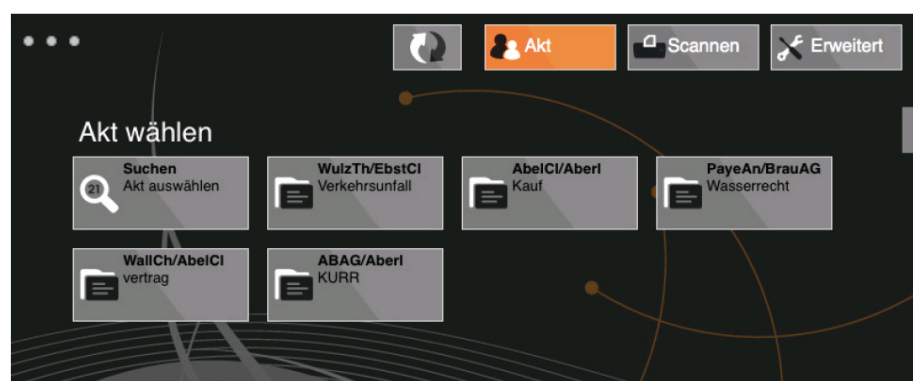 Akt
Scannen
Erweitert
Akt wählen
Suchen
Akt auswählen
21
WulzTh/EbstCl
Verkehrsunfall
AbelCl/Aberl
Kauf
PayeAn/BrauAG
Wasserrecht
WallCh/AbelCl
vertrag
ABAG/Aberl
KURR